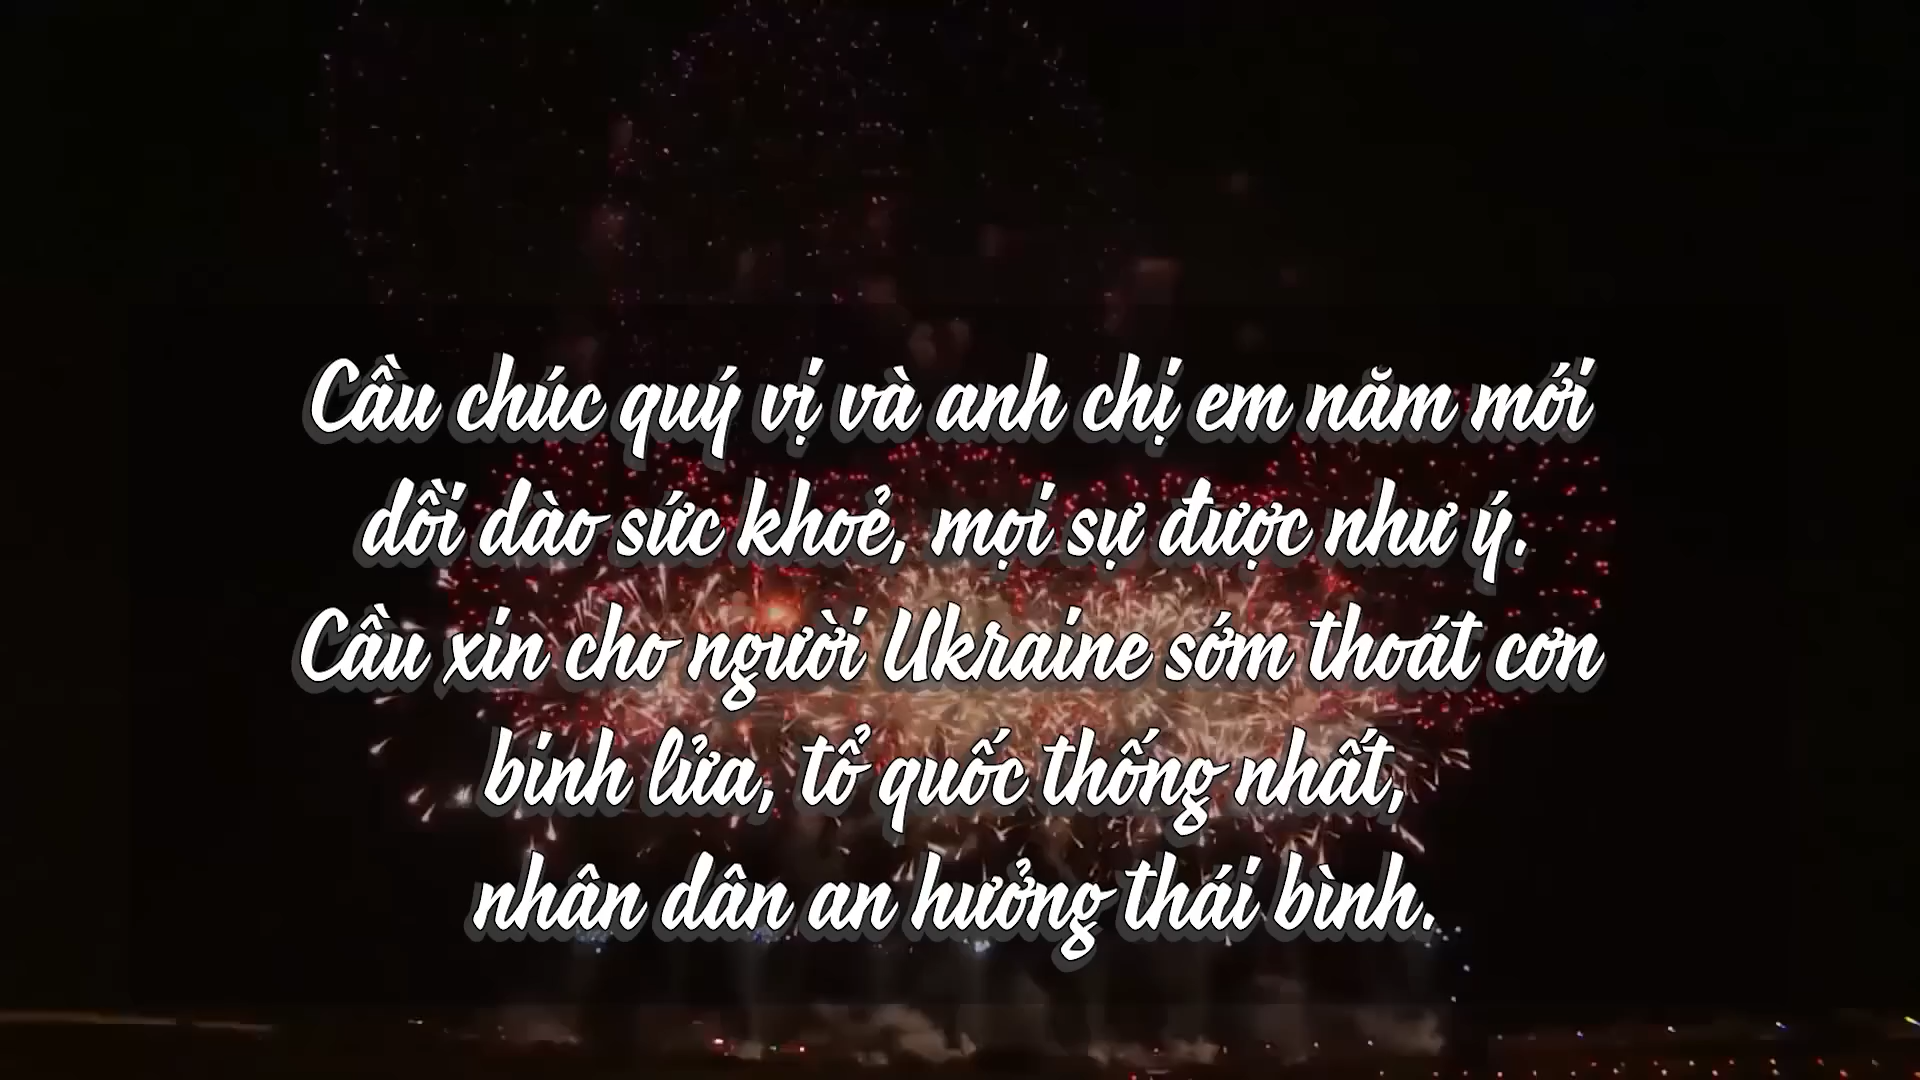 Cầu chúc quý vị và anh chị em năm mới
dồi dào sức khoẻ, mọi sự được như ý.
Cầu xin cho người Ukraine sớm thoát cơn
binh lửa, tổ quốc thống nhất,
nhân dân an hưởng thái bình.